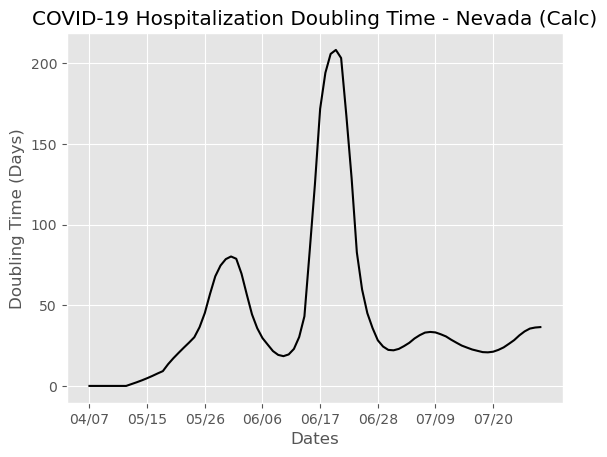 COVID-19 Hospitalization Doubling Time - Nevada (Calc)
Doubling Time (Days)
200
150
100
50
0
04/07 05/15 05/26 06/06 06/17 06/28 07/09 07/20
Dates